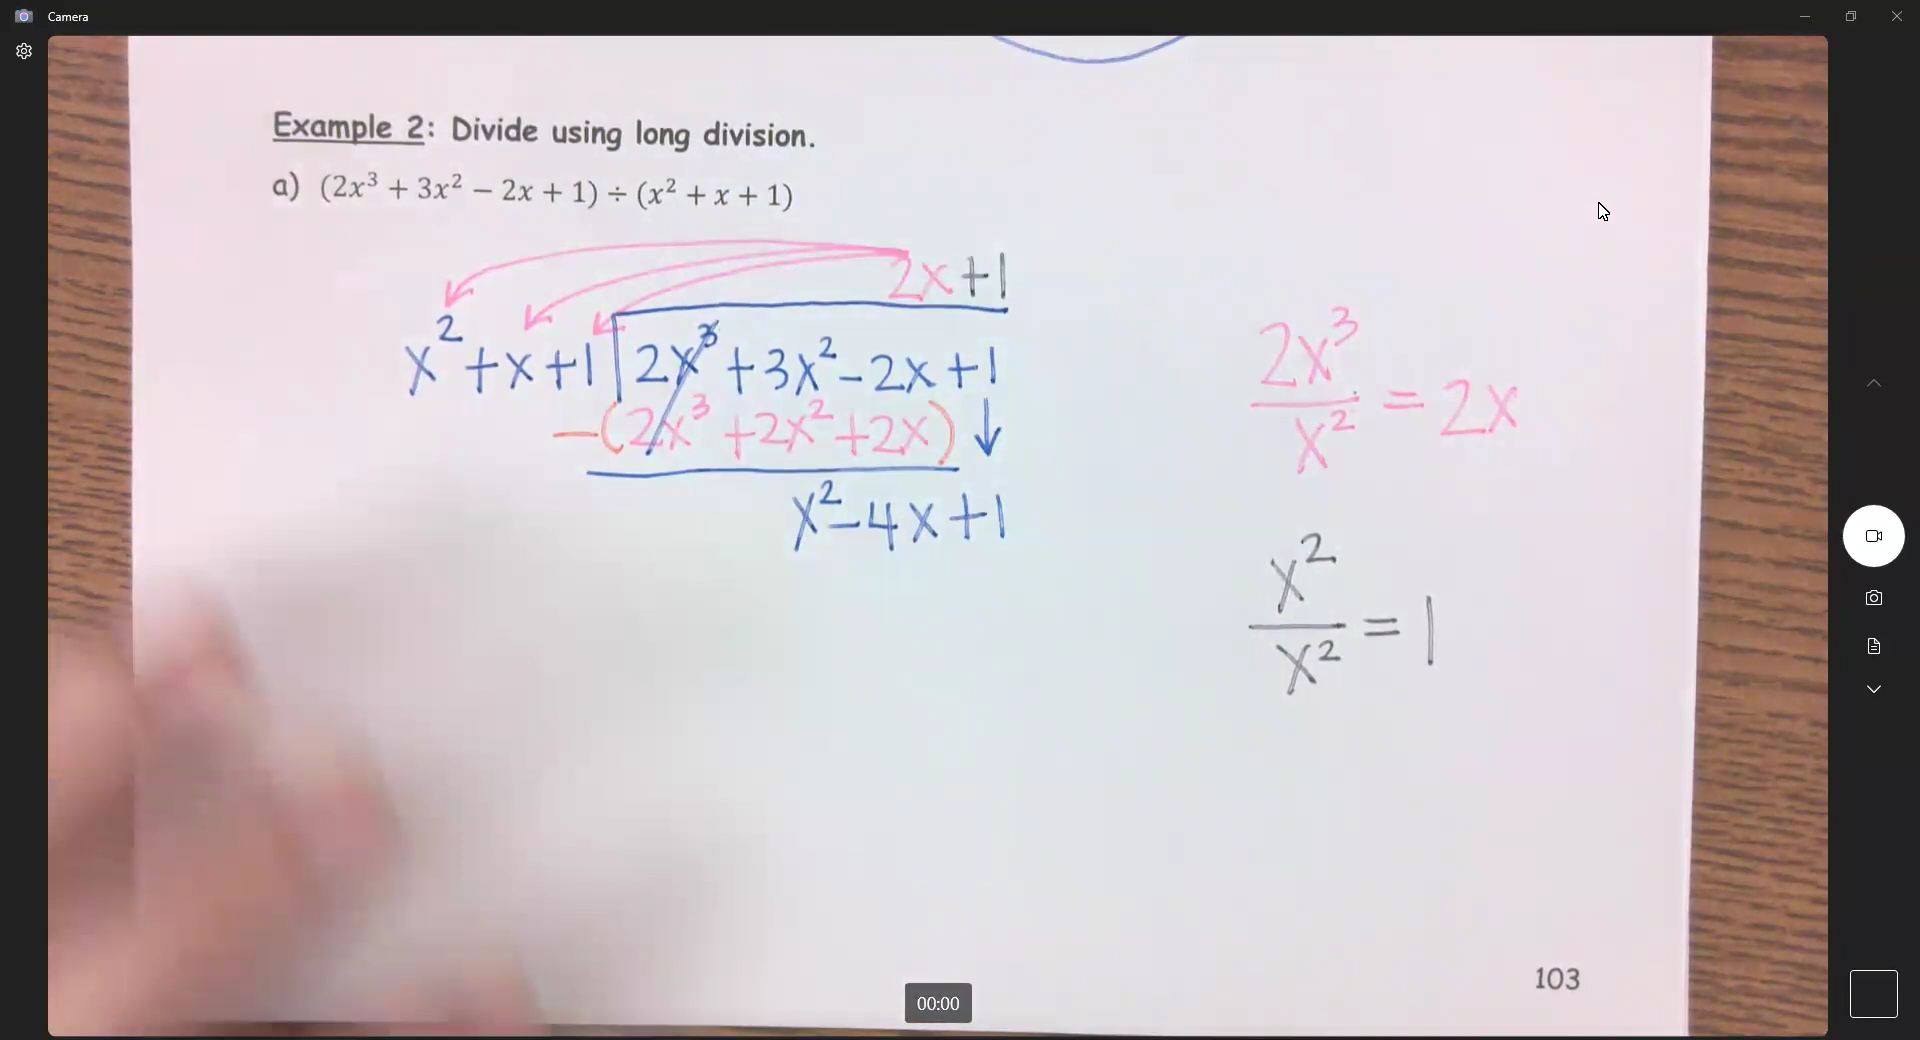 Camera
Example 2: Divide using long division.
a) (2x³ + 3x² − 2x + 1) ÷ (x² + x + 1)
2x + 1
x² + x + 1 2x³ + 3x² − 2x + 1
−(2x³ + 2x² + 2x) ↓
x² − 4x + 1
2x³/x² = 2x
x²/x² = 1
103
00:00